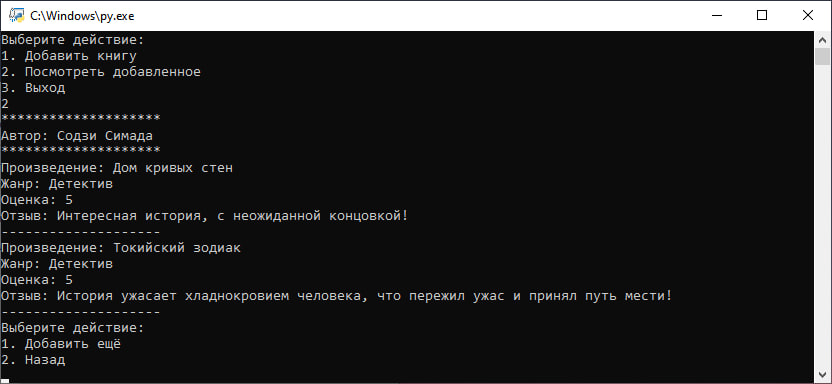 C:\Windows\py.exe
Выберите действие:
1. Добавить книгу
2. Посмотреть добавленное
3. Выход
2
********************
Автор: Содзи Симада
********************
Произведение: Дом кривых стен
Жанр: Детектив
Оценка: 5
Отзыв: Интересная история, с неожиданной концовкой!
--------------------
Произведение: Токийский зодиак
Жанр: Детектив
Оценка: 5
Отзыв: История ужасает хладнокровием человека, что пережил ужас и принял путь мести!
--------------------
Выберите действие:
1. Добавить ещё
2. Назад